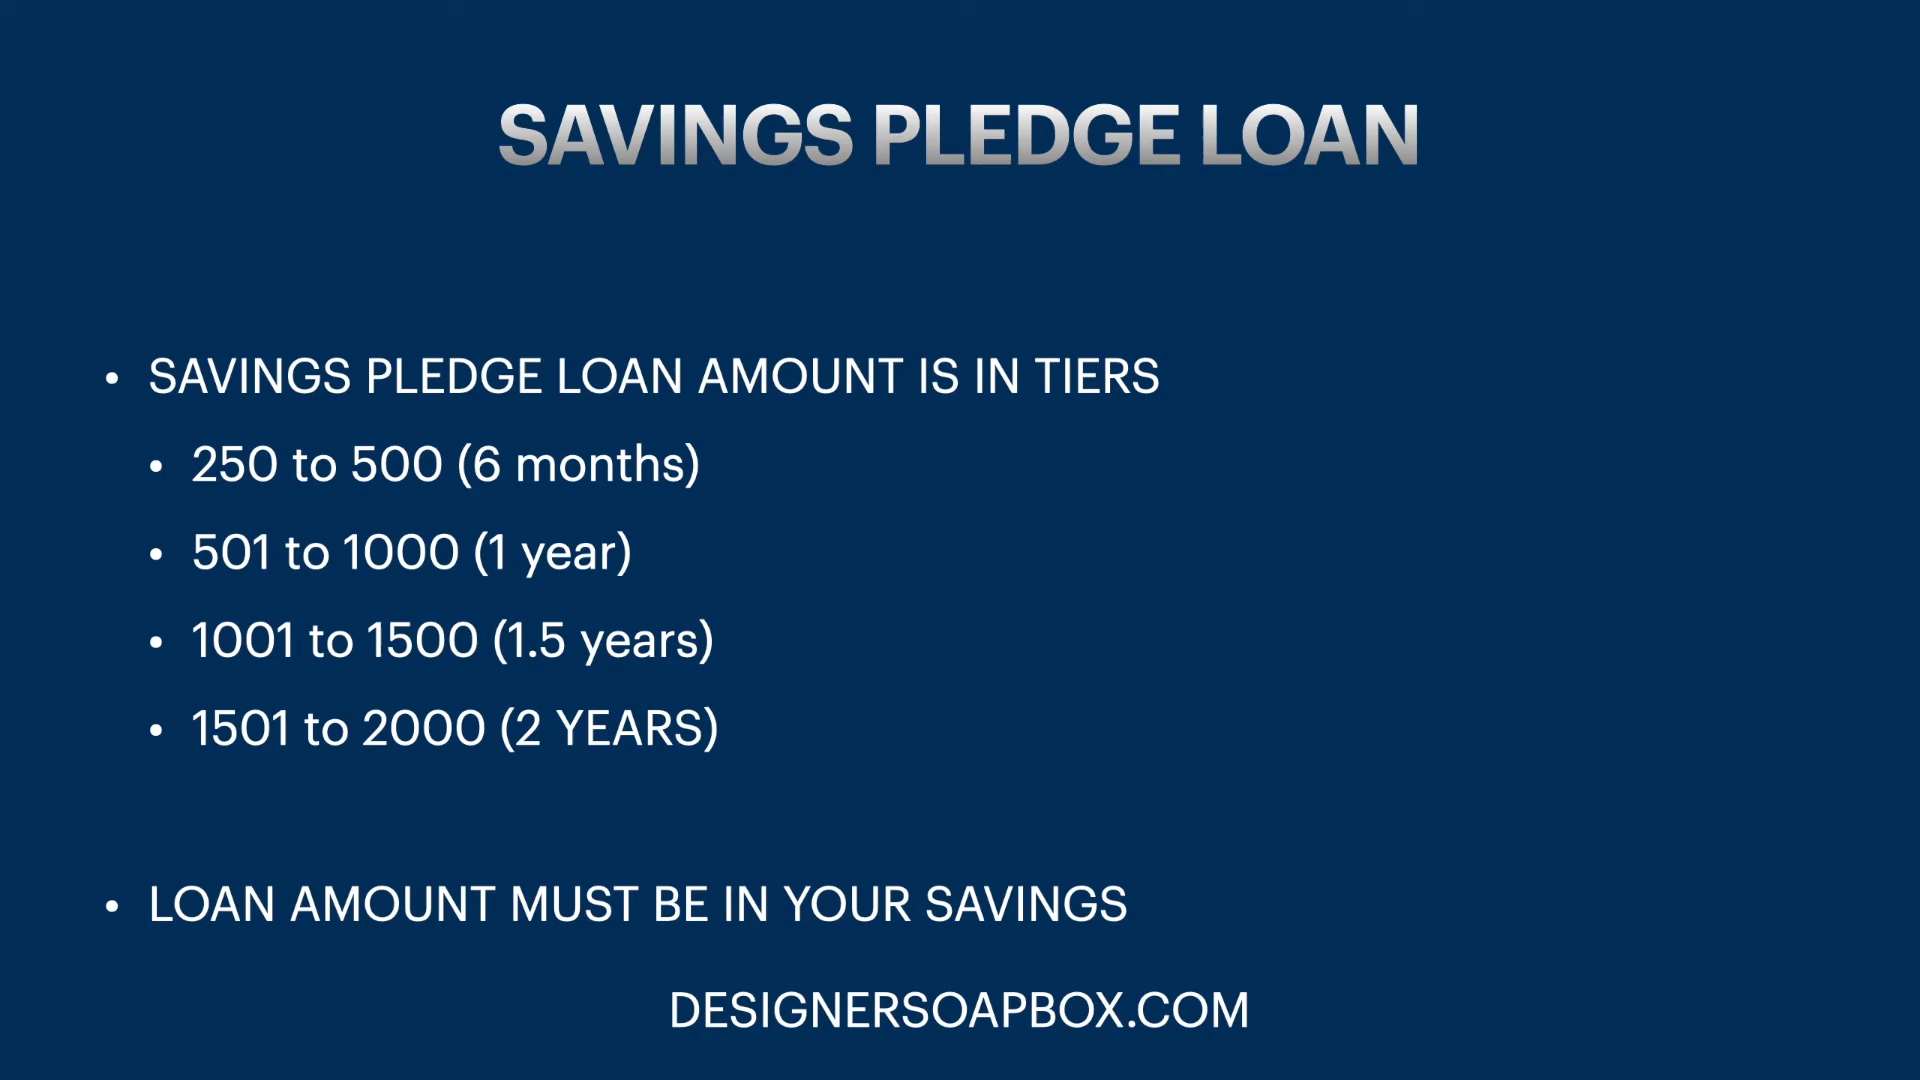 SAVINGS PLEDGE LOAN
• SAVINGS PLEDGE LOAN AMOUNT IS IN TIERS
• 250 to 500 (6 months)
• 501 to 1000 (1 year)
• 1001 to 1500 (1.5 years)
• 1501 to 2000 (2 YEARS)
• LOAN AMOUNT MUST BE IN YOUR SAVINGS
DESIGNERSOAPBOX.COM